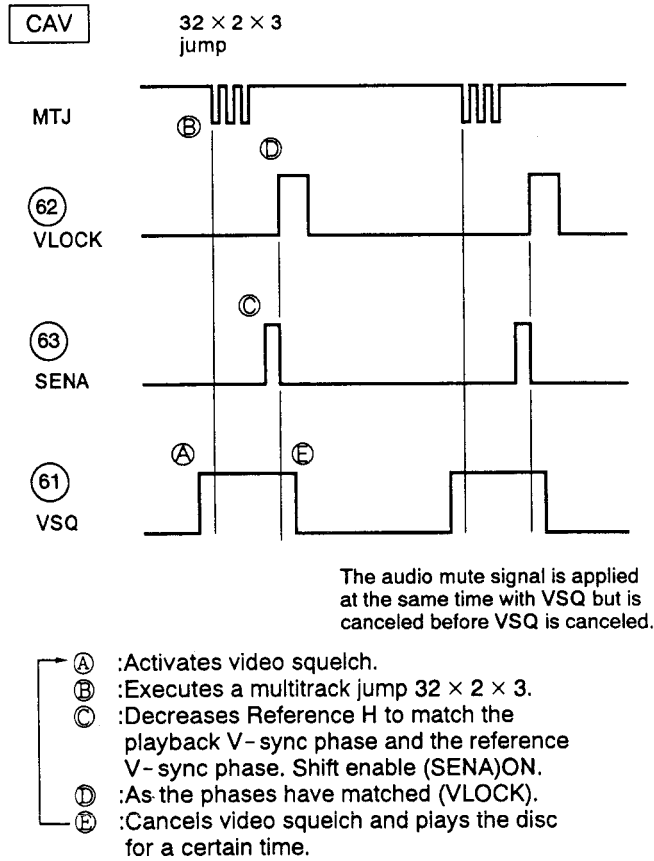 CAV
32 × 2 × 3
jump
MTJ
Ⓑ
Ⓓ
62
VLOCK
Ⓒ
63
SENA
Ⓐ
Ⓔ
61
VSQ
The audio mute signal is applied
at the same time with VSQ but is
canceled before VSQ is canceled.
Ⓐ :Activates video squelch.
Ⓑ :Executes a multitrack jump 32 × 2 × 3.
Ⓒ :Decreases Reference H to match the
playback V-sync phase and the reference
V-sync phase. Shift enable (SENA)ON.
Ⓓ :As the phases have matched (VLOCK).
Ⓔ :Cancels video squelch and plays the disc
for a certain time.